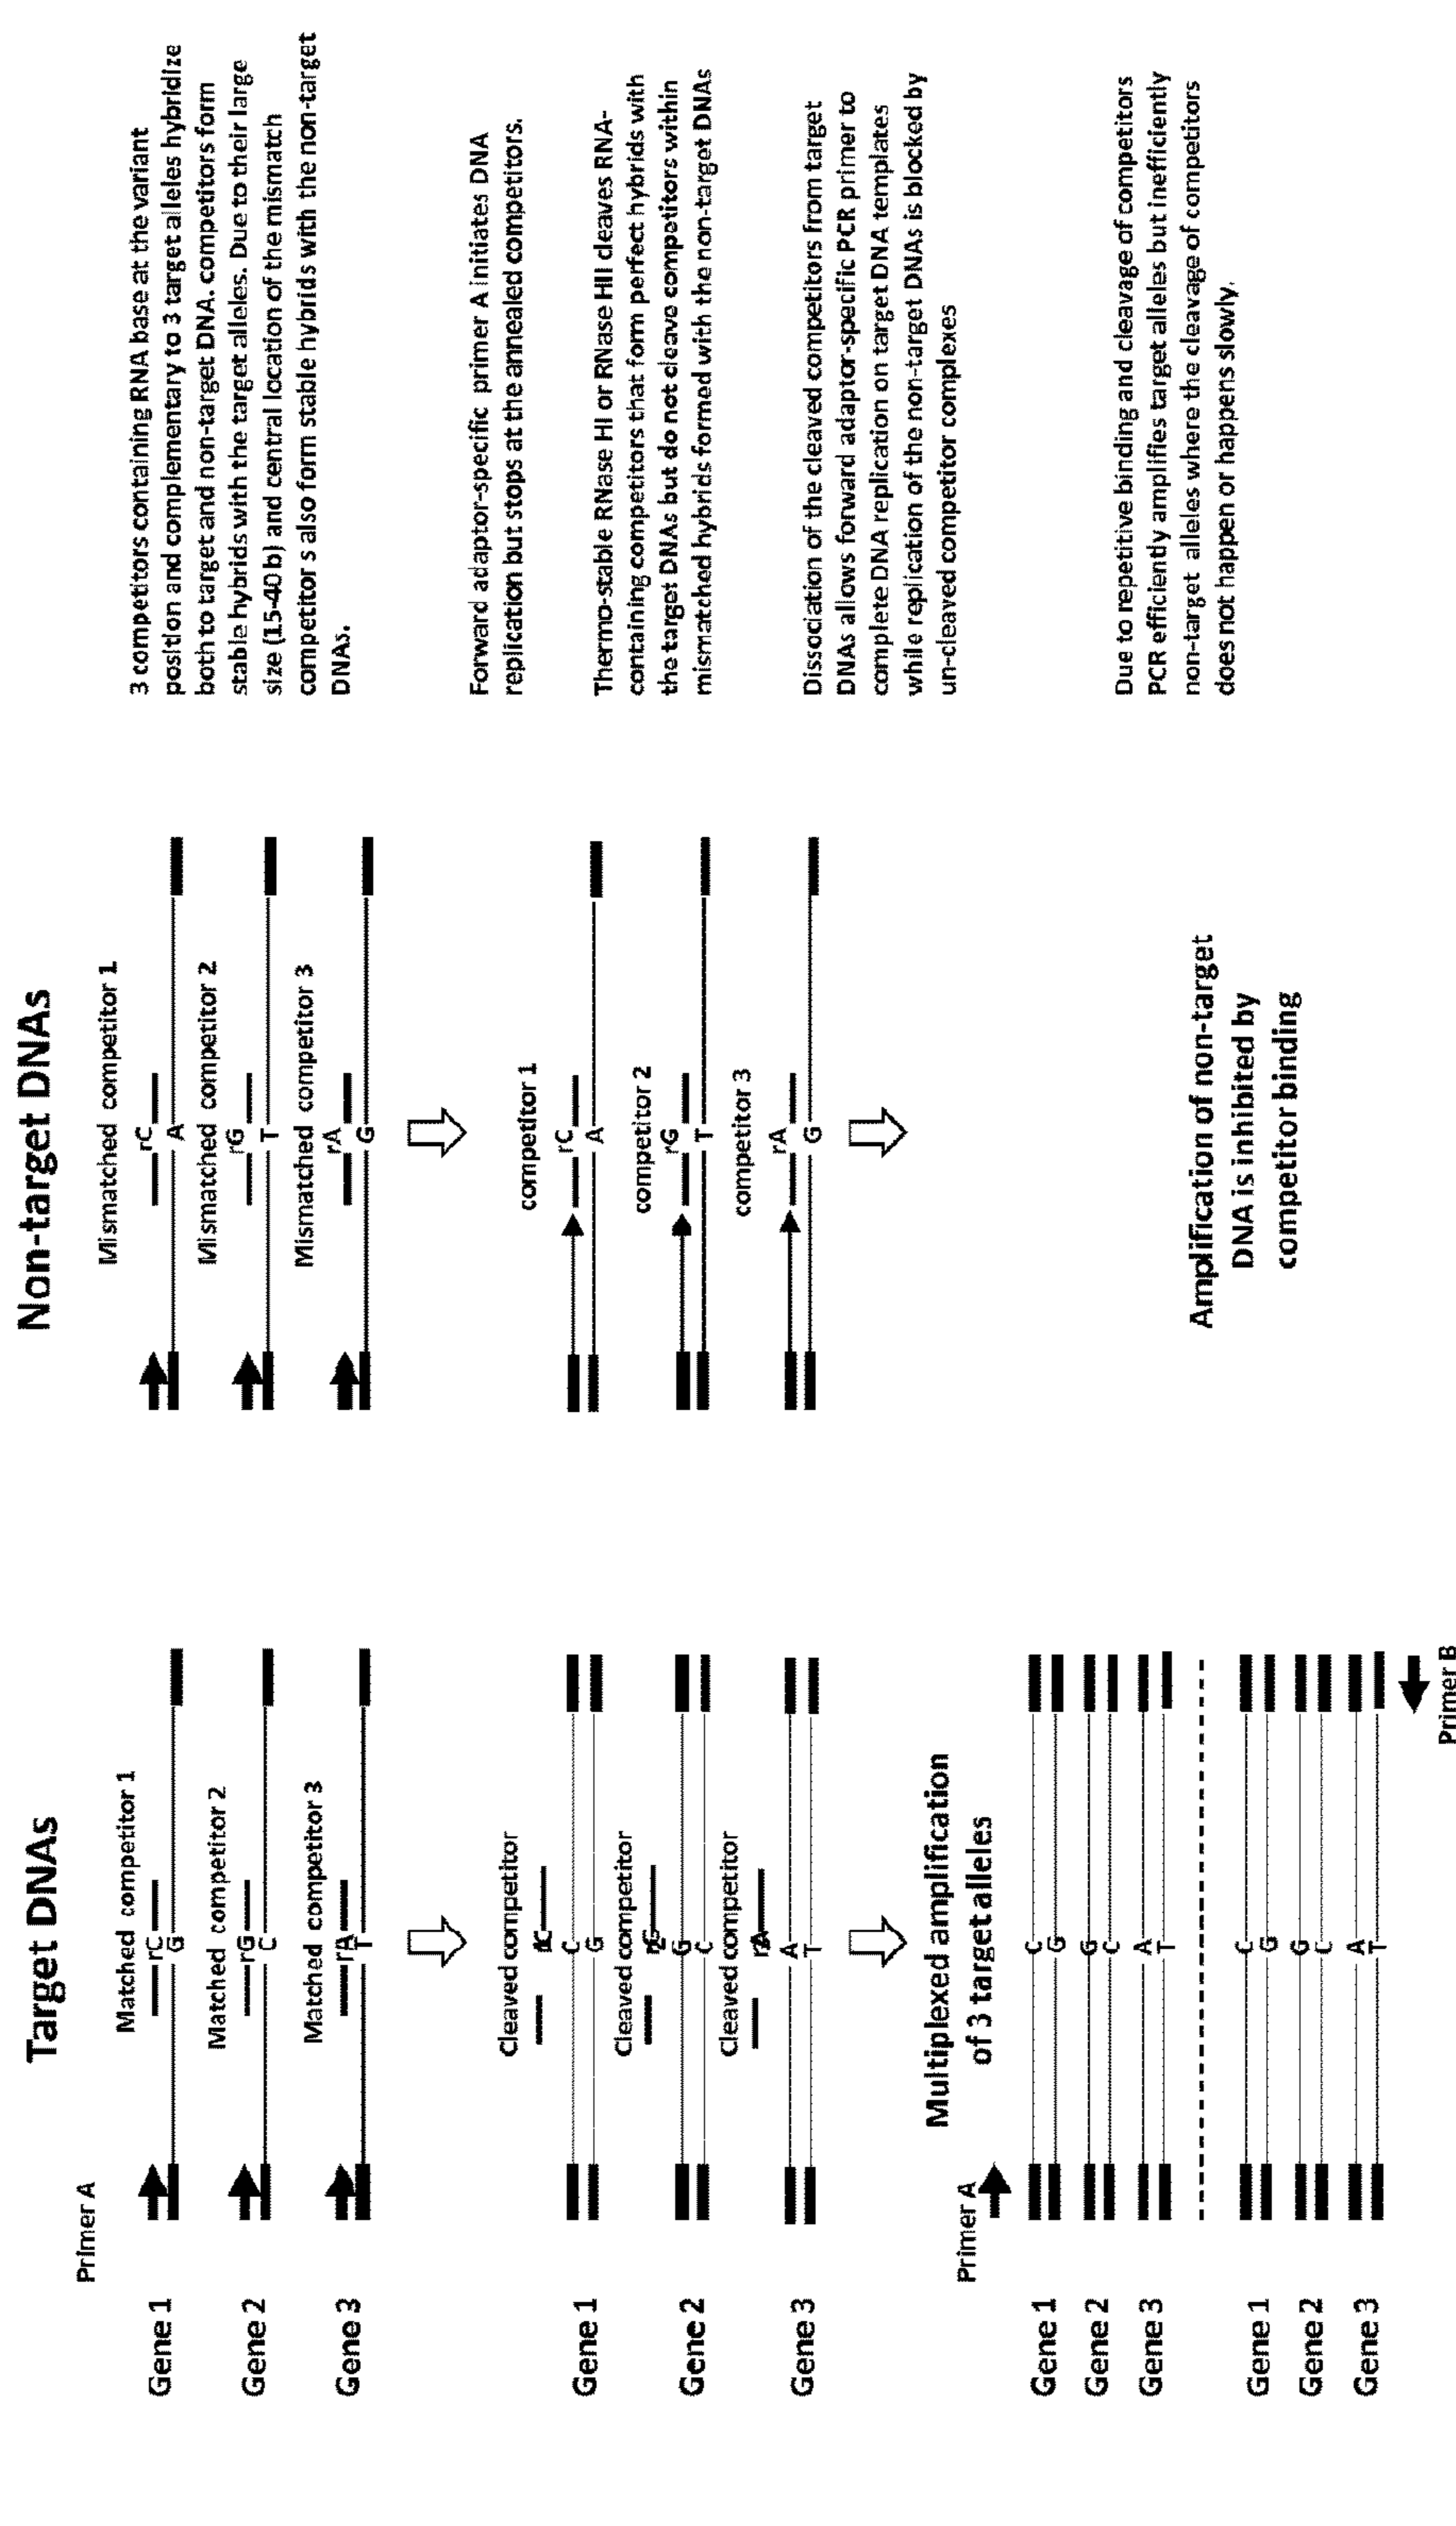 Target DNAs
Non-target DNAs
Primer A
Matched competitor 1
Mismatched competitor 1
Gene 1
rC
G
rC
A
Matched competitor 2
Mismatched competitor 2
Gene 2
rG
C
rG
T
Matched competitor 3
Mismatched competitor 3
Gene 3
rA
T
rA
G
3 competitors containing RNA base at the variant
position and complementary to 3 target alleles hybridize
both to target and non-target DNA. competitors form
stable hybrids with the target alleles. Due to their large
size (15-40 b) and central location of the mismatch
competitor s also form stable hybrids with the non-target
DNAs.
Forward adaptor-specific primer A initiates DNA
replication but stops at the annealed competitors.
Cleaved competitor
competitor 1
Gene 1
C
G
rC
A
Cleaved competitor
competitor 2
Gene 2
G
C
rG
T
Cleaved competitor
competitor 3
Gene 3
A
T
rA
G
Thermo-stable RNase HI or RNase HII cleaves RNA-
containing competitors that form perfect hybrids with
the target DNAs but do not cleave competitors within
mismatched hybrids formed with the non-target DNAs
Dissociation of the cleaved competitors from target
DNAs allows forward adaptor-specific PCR primer to
complete DNA replication on target DNA templates
while replication of the non-target DNAs is blocked by
un-cleaved competitor complexes
Multiplexed amplification
of 3 target alleles
Primer A
Gene 1
C
G
Gene 2
G
C
Gene 3
A
T
Gene 1
C
G
Gene 2
G
C
Gene 3
A
T
Primer B
Amplification of non-target
DNA is inhibited by
competitor binding
Due to repetitive binding and cleavage of competitors
PCR efficiently amplifies target alleles but inefficiently
non-target alleles where the cleavage of competitors
does not happen or happens slowly.